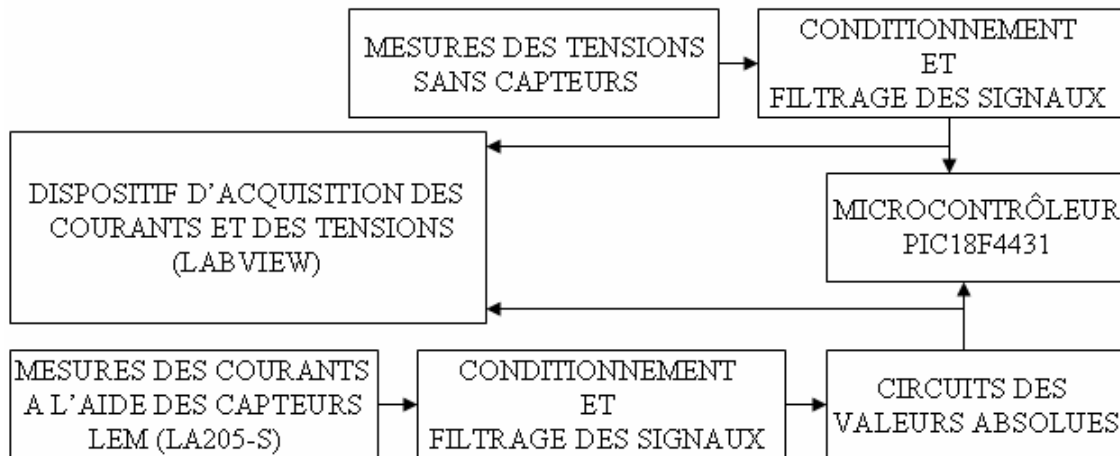 MESURES DES TENSIONS
SANS CAPTEURS
CONDITIONNEMENT
ET
FILTRAGE DES SIGNAUX
DISPOSITIF D'ACQUISITION DES
COURANTS ET DES TENSIONS
(LABVIEW)
MICROCONTRÔLEUR
PIC18F4431
MESURES DES COURANTS
A L'AIDE DES CAPTEURS
LEM (LA205-S)
CONDITIONNEMENT
ET
FILTRAGE DES SIGNAUX
CIRCUITS DES
VALEURS ABSOLUES